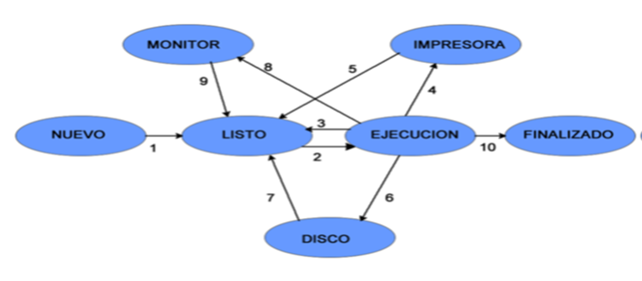 MONITOR
IMPRESORA
8
5
9
4
3
NUEVO
LISTO
EJECUCION
FINALIZADO
1
2
10
7
6
DISCO